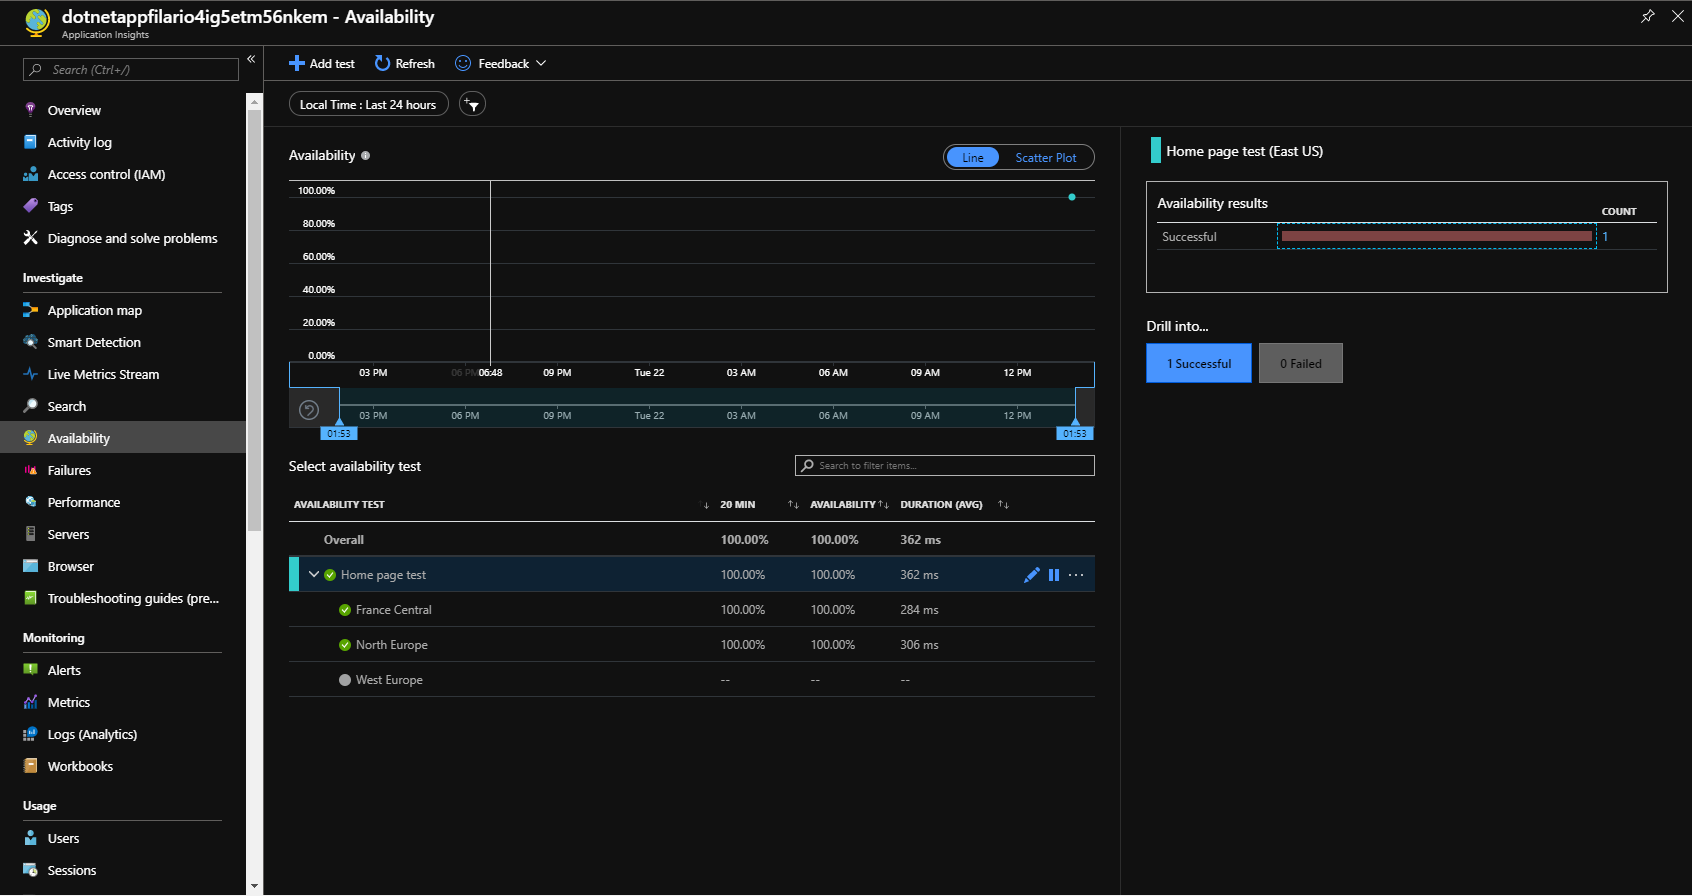 dotnetappfilario4ig5etm56nkem - Availability
Application Insights
Search (Ctrl+/)
Overview
Activity log
Access control (IAM)
Tags
Diagnose and solve problems
Investigate
Application map
Smart Detection
Live Metrics Stream
Search
Availability
Failures
Performance
Servers
Browser
Troubleshooting guides (pre...
Monitoring
Alerts
Metrics
Logs (Analytics)
Workbooks
Usage
Users
Sessions
Add test Refresh Feedback
Local Time : Last 24 hours
Availability
Line Scatter Plot
100.00%
80.00%
60.00%
40.00%
20.00%
0.00%
03 PM 06 PM 06:48 09 PM Tue 22 03 AM 06 AM 09 AM 12 PM
03 PM 06 PM 09 PM Tue 22 03 AM 06 AM 09 AM 12 PM
01:53 01:53
Select availability test
Search to filter items...
AVAILABILITY TEST 20 MIN AVAILABILITY DURATION (AVG)
Overall 100.00% 100.00% 362 ms
Home page test 100.00% 100.00% 362 ms
France Central 100.00% 100.00% 284 ms
North Europe 100.00% 100.00% 306 ms
West Europe -- -- --
Home page test (East US)
Availability results
COUNT
Successful 1
Drill into...
1 Successful 0 Failed